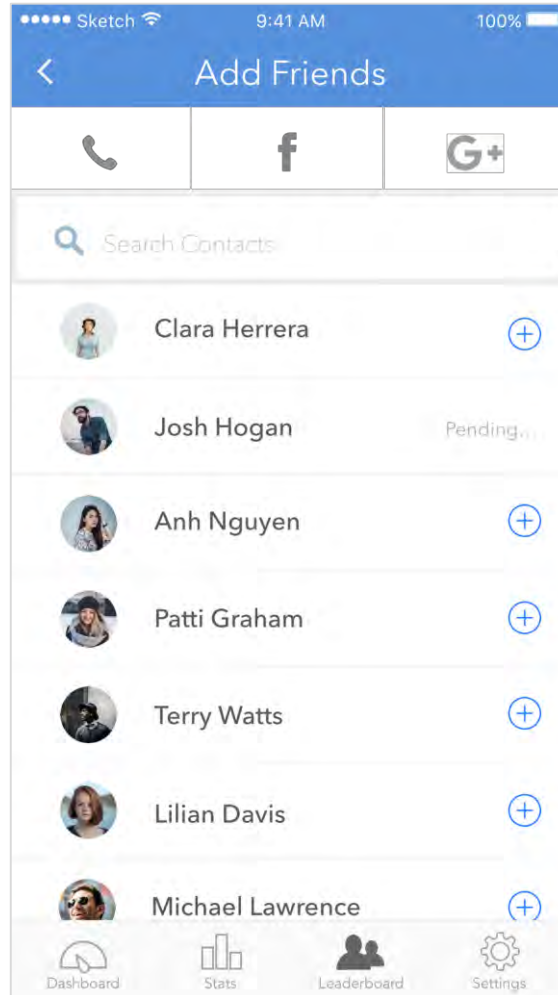 Sketch 9:41 AM 100%
Add Friends
f G+
Search Contacts
Clara Herrera
Josh Hogan Pending...
Anh Nguyen
Patti Graham
Terry Watts
Lilian Davis
Michael Lawrence
Dashboard Stats Leaderboard Settings